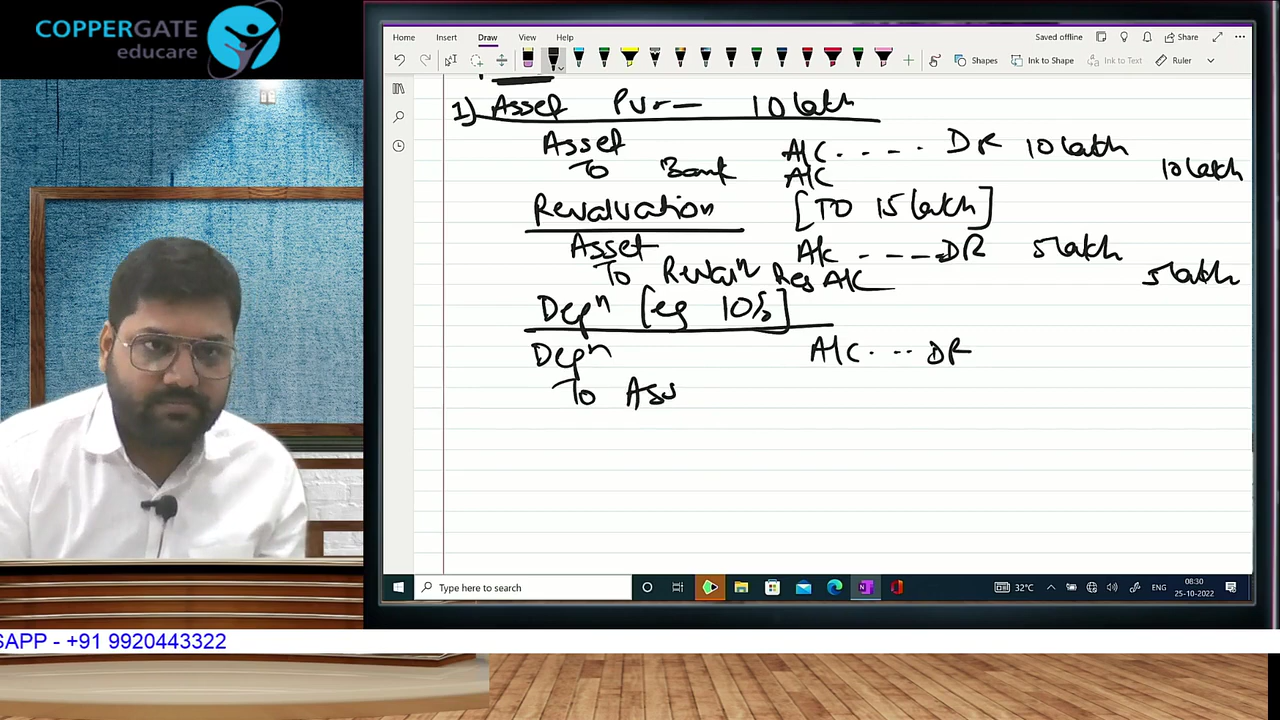 COPPERGATE
educare
Home Insert Draw View Help
Saved offline
Share
Shapes
Ink to Shape
Ink to Text
Ruler
1) Asset Pur— 10 lakh
Asset A/C. - - - . DR 10 lakh
To Bank A/C 10 lakh
Revaluation [TO 15 lakh]
Asset A/c - - - - DR 5 lakh
To Revaⁿ Res A/C 5 lakh
Depⁿ [eg 10%]
Depⁿ A/C. ... DR
To Ass
Type here to search
32°C
ENG
08:30
25-10-2022
SAPP - +91 9920443322